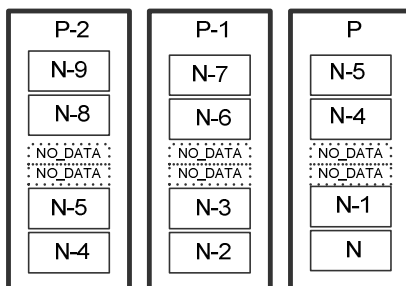 P-2
N-9
N-8
NO_DATA
NO_DATA
N-5
N-4
P-1
N-7
N-6
NO_DATA
NO_DATA
N-3
N-2
P
N-5
N-4
NO_DATA
NO_DATA
N-1
N